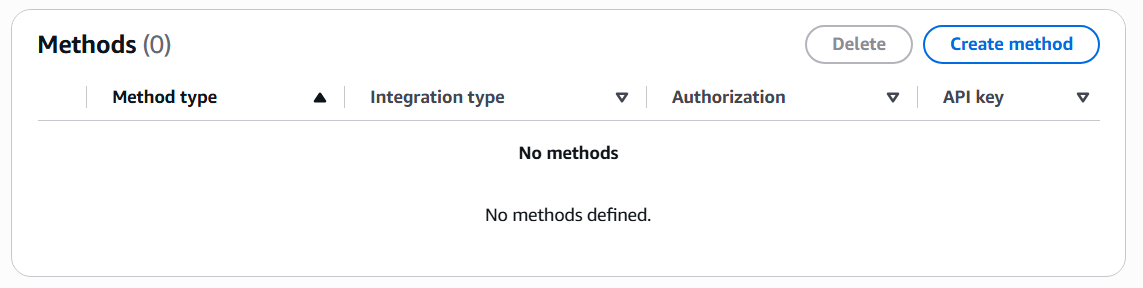 Methods (0) Delete Create method
Method type Integration type Authorization API key
No methods
No methods defined.